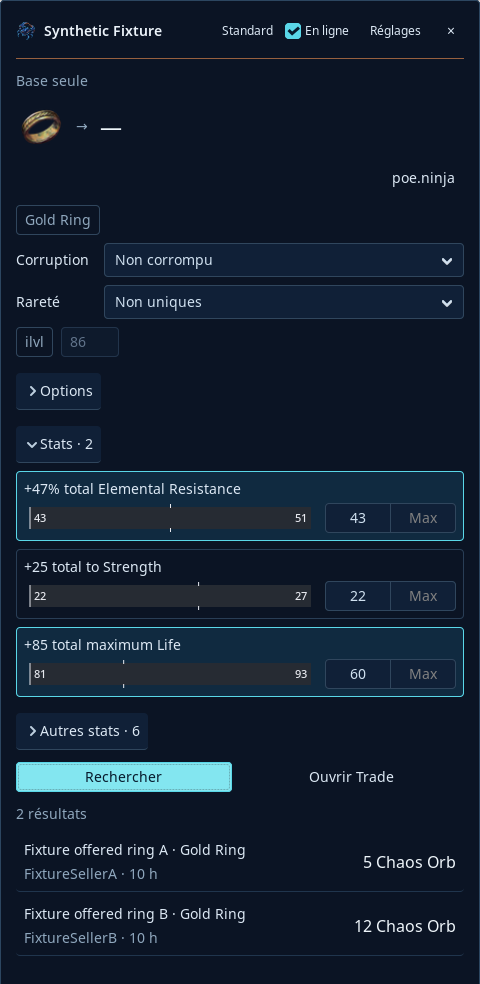 Synthetic Fixture Standard En ligne Réglages ×
Base seule
→ —
poe.ninja
Gold Ring
Corruption Non corrompu
Rareté Non uniques
ilvl 86
Options
Stats · 2
+47% total Elemental Resistance
43 51 43 Max
+25 total to Strength
22 27 22 Max
+85 total maximum Life
81 93 60 Max
Autres stats · 6
Rechercher Ouvrir Trade
2 résultats
Fixture offered ring A · Gold Ring 5 Chaos Orb
FixtureSellerA · 10 h
Fixture offered ring B · Gold Ring 12 Chaos Orb
FixtureSellerB · 10 h